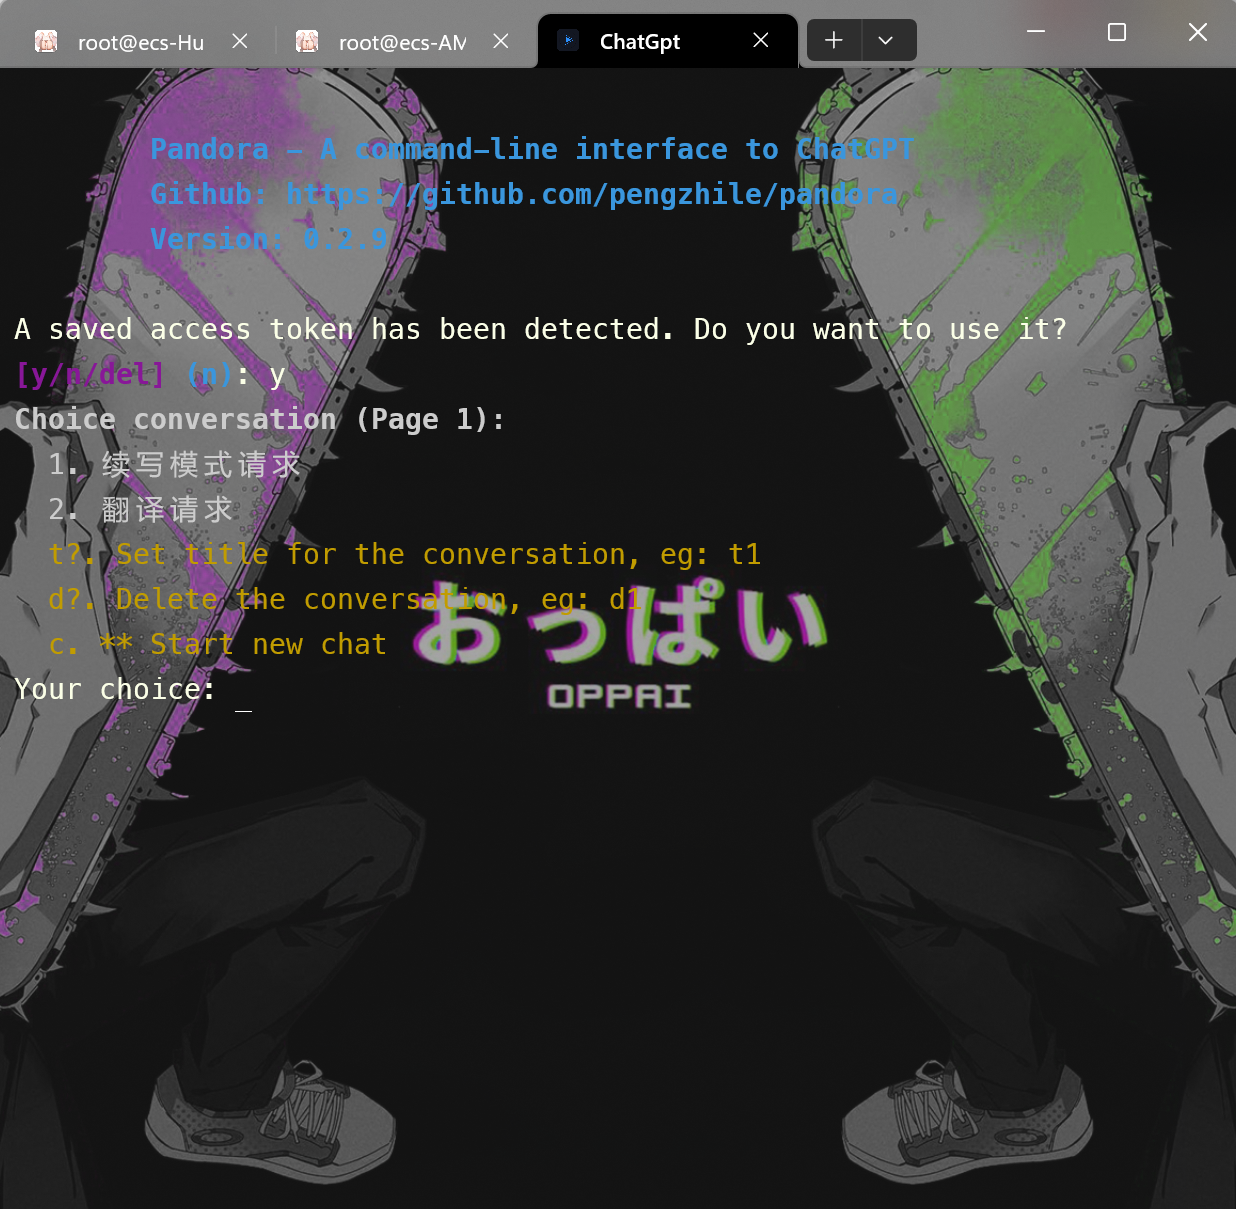 root@ecs-Hu
root@ecs-AM
ChatGpt
Pandora - A command-line interface to ChatGPT
Github: https://github.com/pengzhile/pandora
Version: 0.2.9
A saved access token has been detected. Do you want to use it?
[y/n/del] (n): y
Choice conversation (Page 1):
1. 续写模式请求
2. 翻译请求
t?. Set title for the conversation, eg: t1
d?. Delete the conversation, eg: d1
c. ** Start new chat
Your choice: _
おっぱい
OPPAI